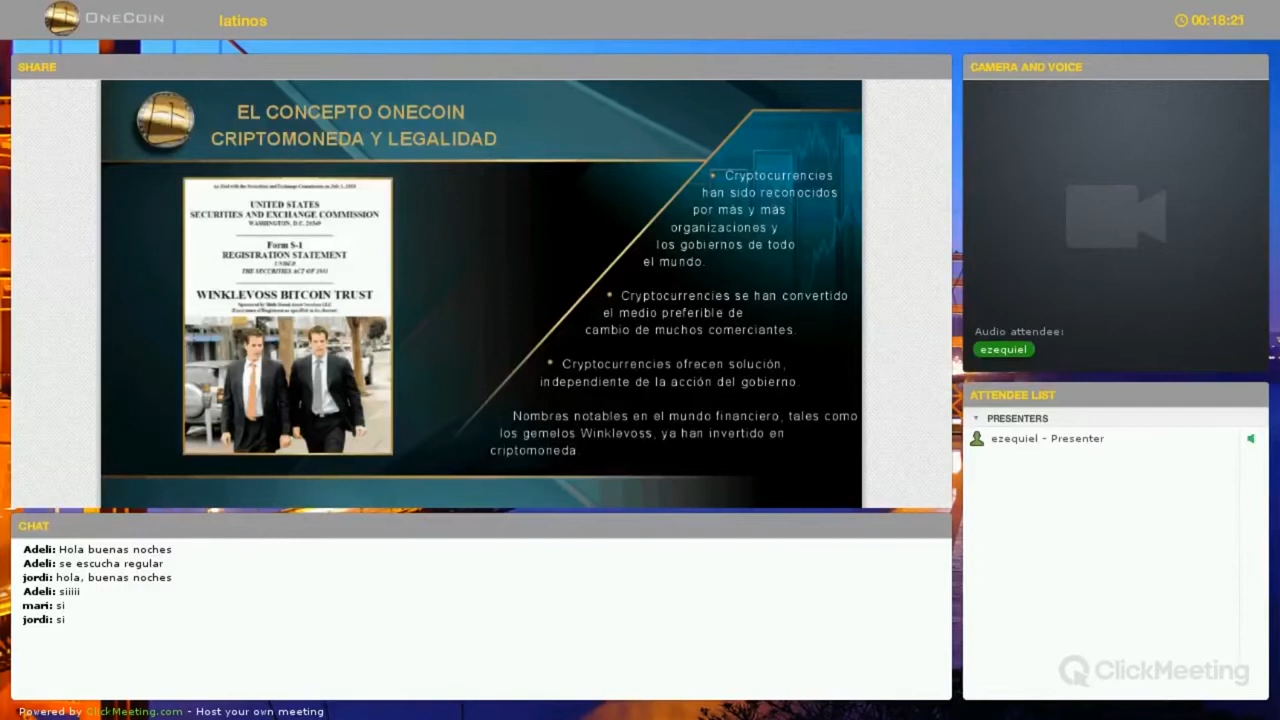 ONECOIN
latinos
00:18:21
SHARE
EL CONCEPTO ONECOIN
CRIPTOMONEDA Y LEGALIDAD
UNITED STATES
SECURITIES AND EXCHANGE COMMISSION
WASHINGTON, D.C. 20549
Form S-1
REGISTRATION STATEMENT
UNDER
THE SECURITIES ACT OF 1933
WINKLEVOSS BITCOIN TRUST
• Cryptocurrencies
han sido reconocidos
por más y más
organizaciones y
los gobiernos de todo
el mundo.
• Cryptocurrencies se han convertido
el medio preferible de
cambio de muchos comerciantes.
• Cryptocurrencies ofrecen solución,
independiente de la acción del gobierno.
Nombres notables en el mundo financiero, tales como
los gemelos Winklevoss, ya han invertido en
criptomoneda.
CAMERA AND VOICE
Audio attendee:
ezequiel
ATTENDEE LIST
PRESENTERS
ezequiel - Presenter
CHAT
Adeli: Hola buenas noches
Adeli: se escucha regular
jordi: hola, buenas noches
Adeli: siiiii
mari: si
jordi: si
ClickMeeting
Powered by ClickMeeting.com - Host your own meeting